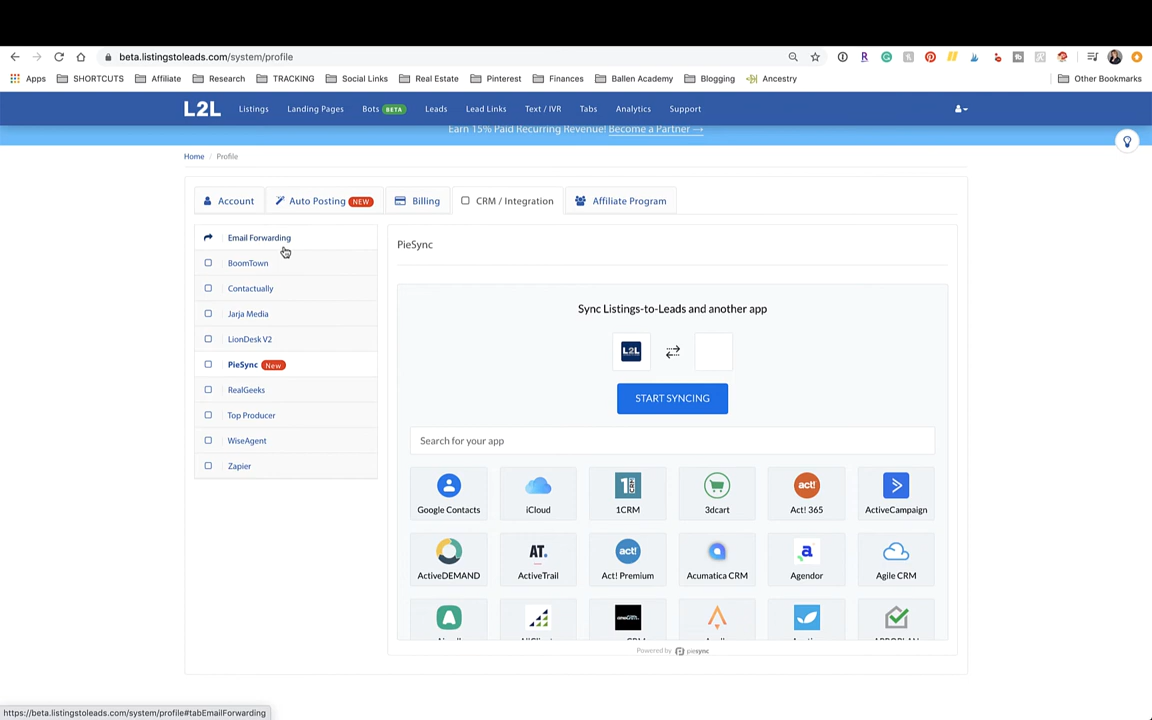 beta.listingstoleads.com/system/profile
Apps SHORTCUTS Affiliate Research TRACKING Social Links Real Estate Pinterest Finances Ballen Academy Blogging Ancestry Other Bookmarks
L2L Listings Landing Pages Bots BETA Leads Lead Links Text / IVR Tabs Analytics Support
Earn 15% Paid Recurring Revenue! Become a Partner →
Home / Profile
Account Auto Posting NEW Billing CRM / Integration Affiliate Program
Email Forwarding
BoomTown
Contactually
Jarja Media
LionDesk V2
PieSync New
RealGeeks
Top Producer
WiseAgent
Zapier
PieSync
Sync Listings-to-Leads and another app
L2L
START SYNCING
Search for your app
Google Contacts iCloud 1CRM 3dcart Act! 365 ActiveCampaign
ActiveDEMAND ActiveTrail Act! Premium Acumatica CRM Agendor Agile CRM
Powered by piesync
https://beta.listingstoleads.com/system/profile#tabEmailForwarding